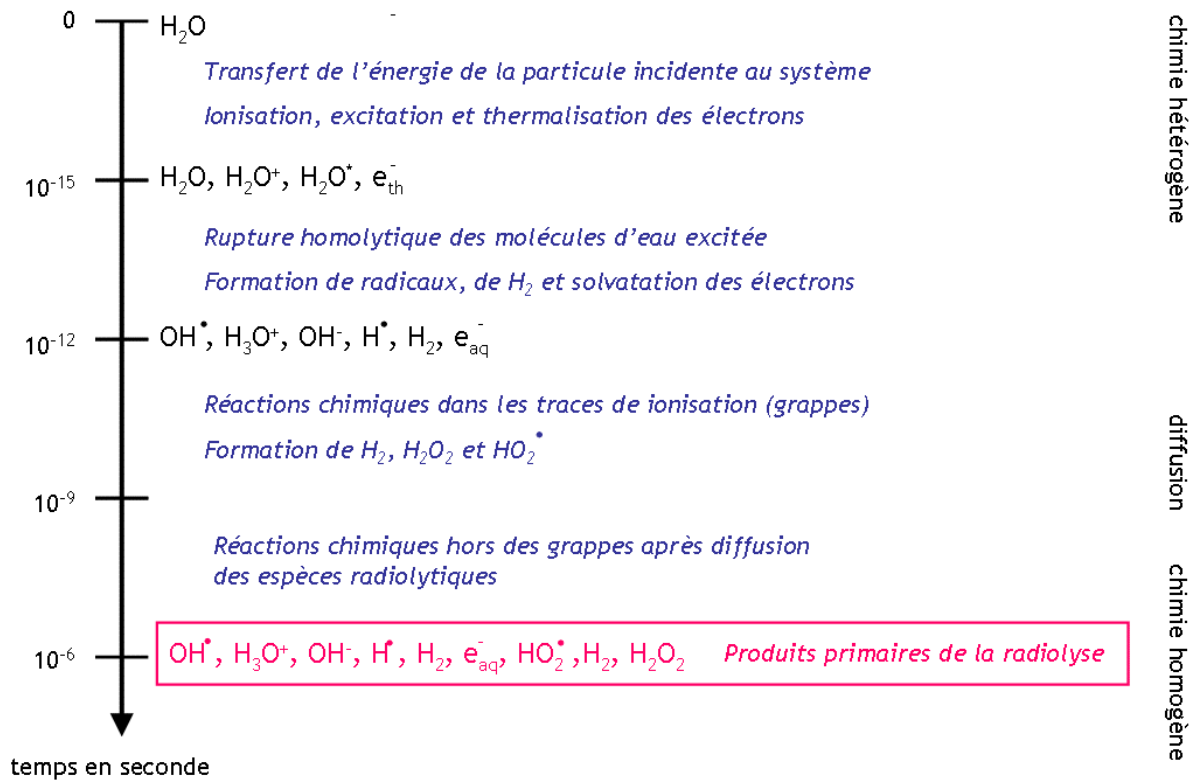 0 H₂O
Transfert de l'énergie de la particule incidente au système
Ionisation, excitation et thermalisation des électrons
10⁻¹⁵ H₂O, H₂O⁺, H₂O*, e⁻th
Rupture homolytique des molécules d'eau excitée
Formation de radicaux, de H₂ et solvatation des électrons
10⁻¹² OH•, H₃O⁺, OH⁻, H•, H₂, e⁻aq
Réactions chimiques dans les traces de ionisation (grappes)
Formation de H₂, H₂O₂ et HO₂•
10⁻⁹
Réactions chimiques hors des grappes après diffusion
des espèces radiolytiques
10⁻⁶ OH•, H₃O⁺, OH⁻, H•, H₂, e⁻aq, HO₂•,H₂, H₂O₂ Produits primaires de la radiolyse
temps en seconde
chimie hétérogène
diffusion
chimie homogène